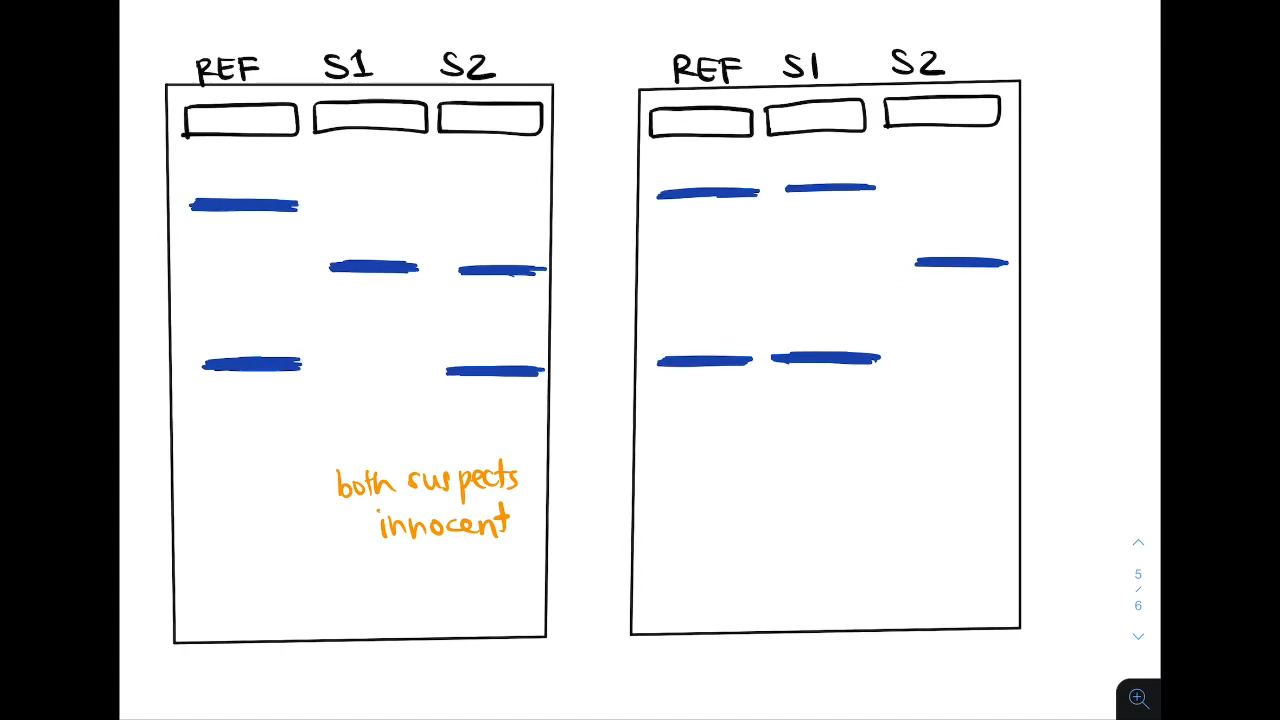 REF S1 S2
REF S1 S2
both suspects
innocent
5
/
6